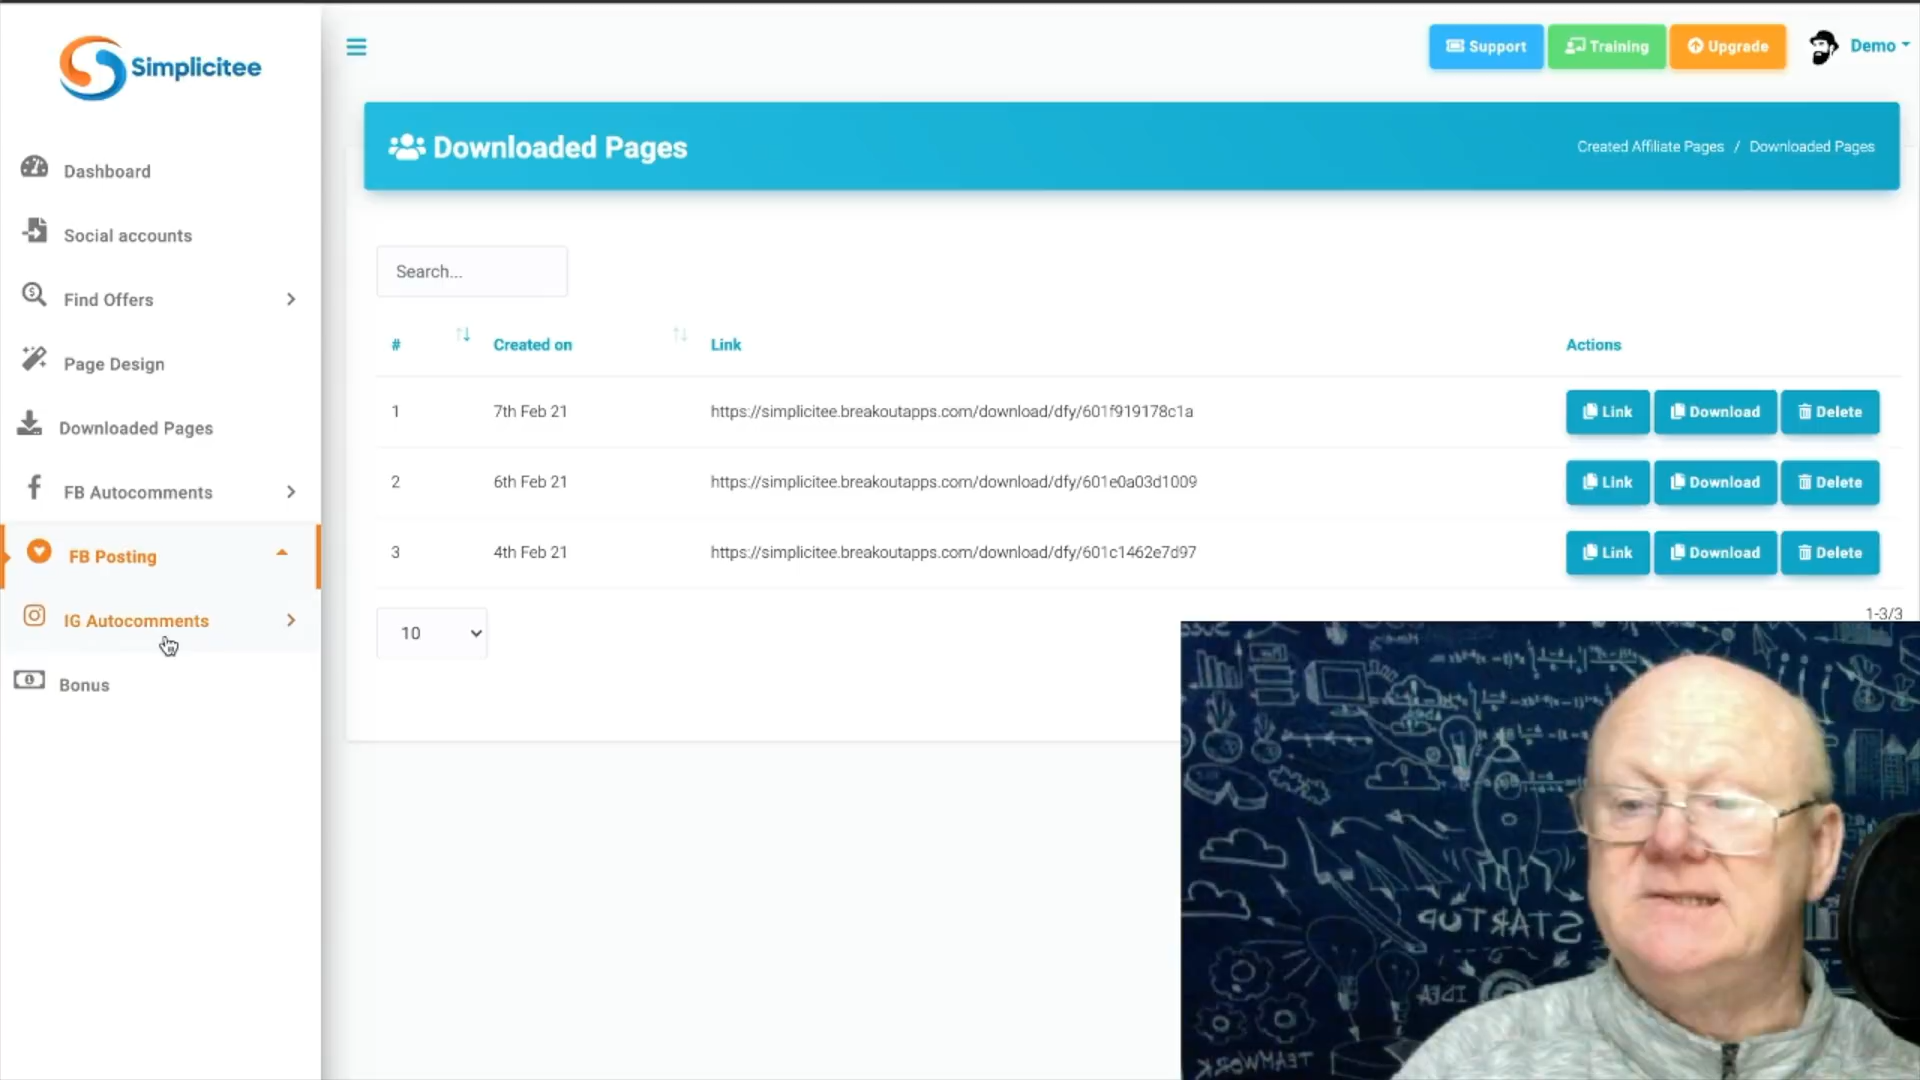 Simplicitee
Support
Training
Upgrade
Demo
Dashboard
Social accounts
Find Offers
Page Design
Downloaded Pages
FB Autocomments
FB Posting
IG Autocomments
Bonus
Downloaded Pages
Created Affiliate Pages / Downloaded Pages
Search...
# Created on Link Actions
1 7th Feb 21 https://simplicitee.breakoutapps.com/download/dfy/601f919178c1a Link Download Delete
2 6th Feb 21 https://simplicitee.breakoutapps.com/download/dfy/601e0a03d1009 Link Download Delete
3 4th Feb 21 https://simplicitee.breakoutapps.com/download/dfy/601c1462e7d97 Link Download Delete
10
1-3/3
STARTUP
IDEA
TEAMWORK